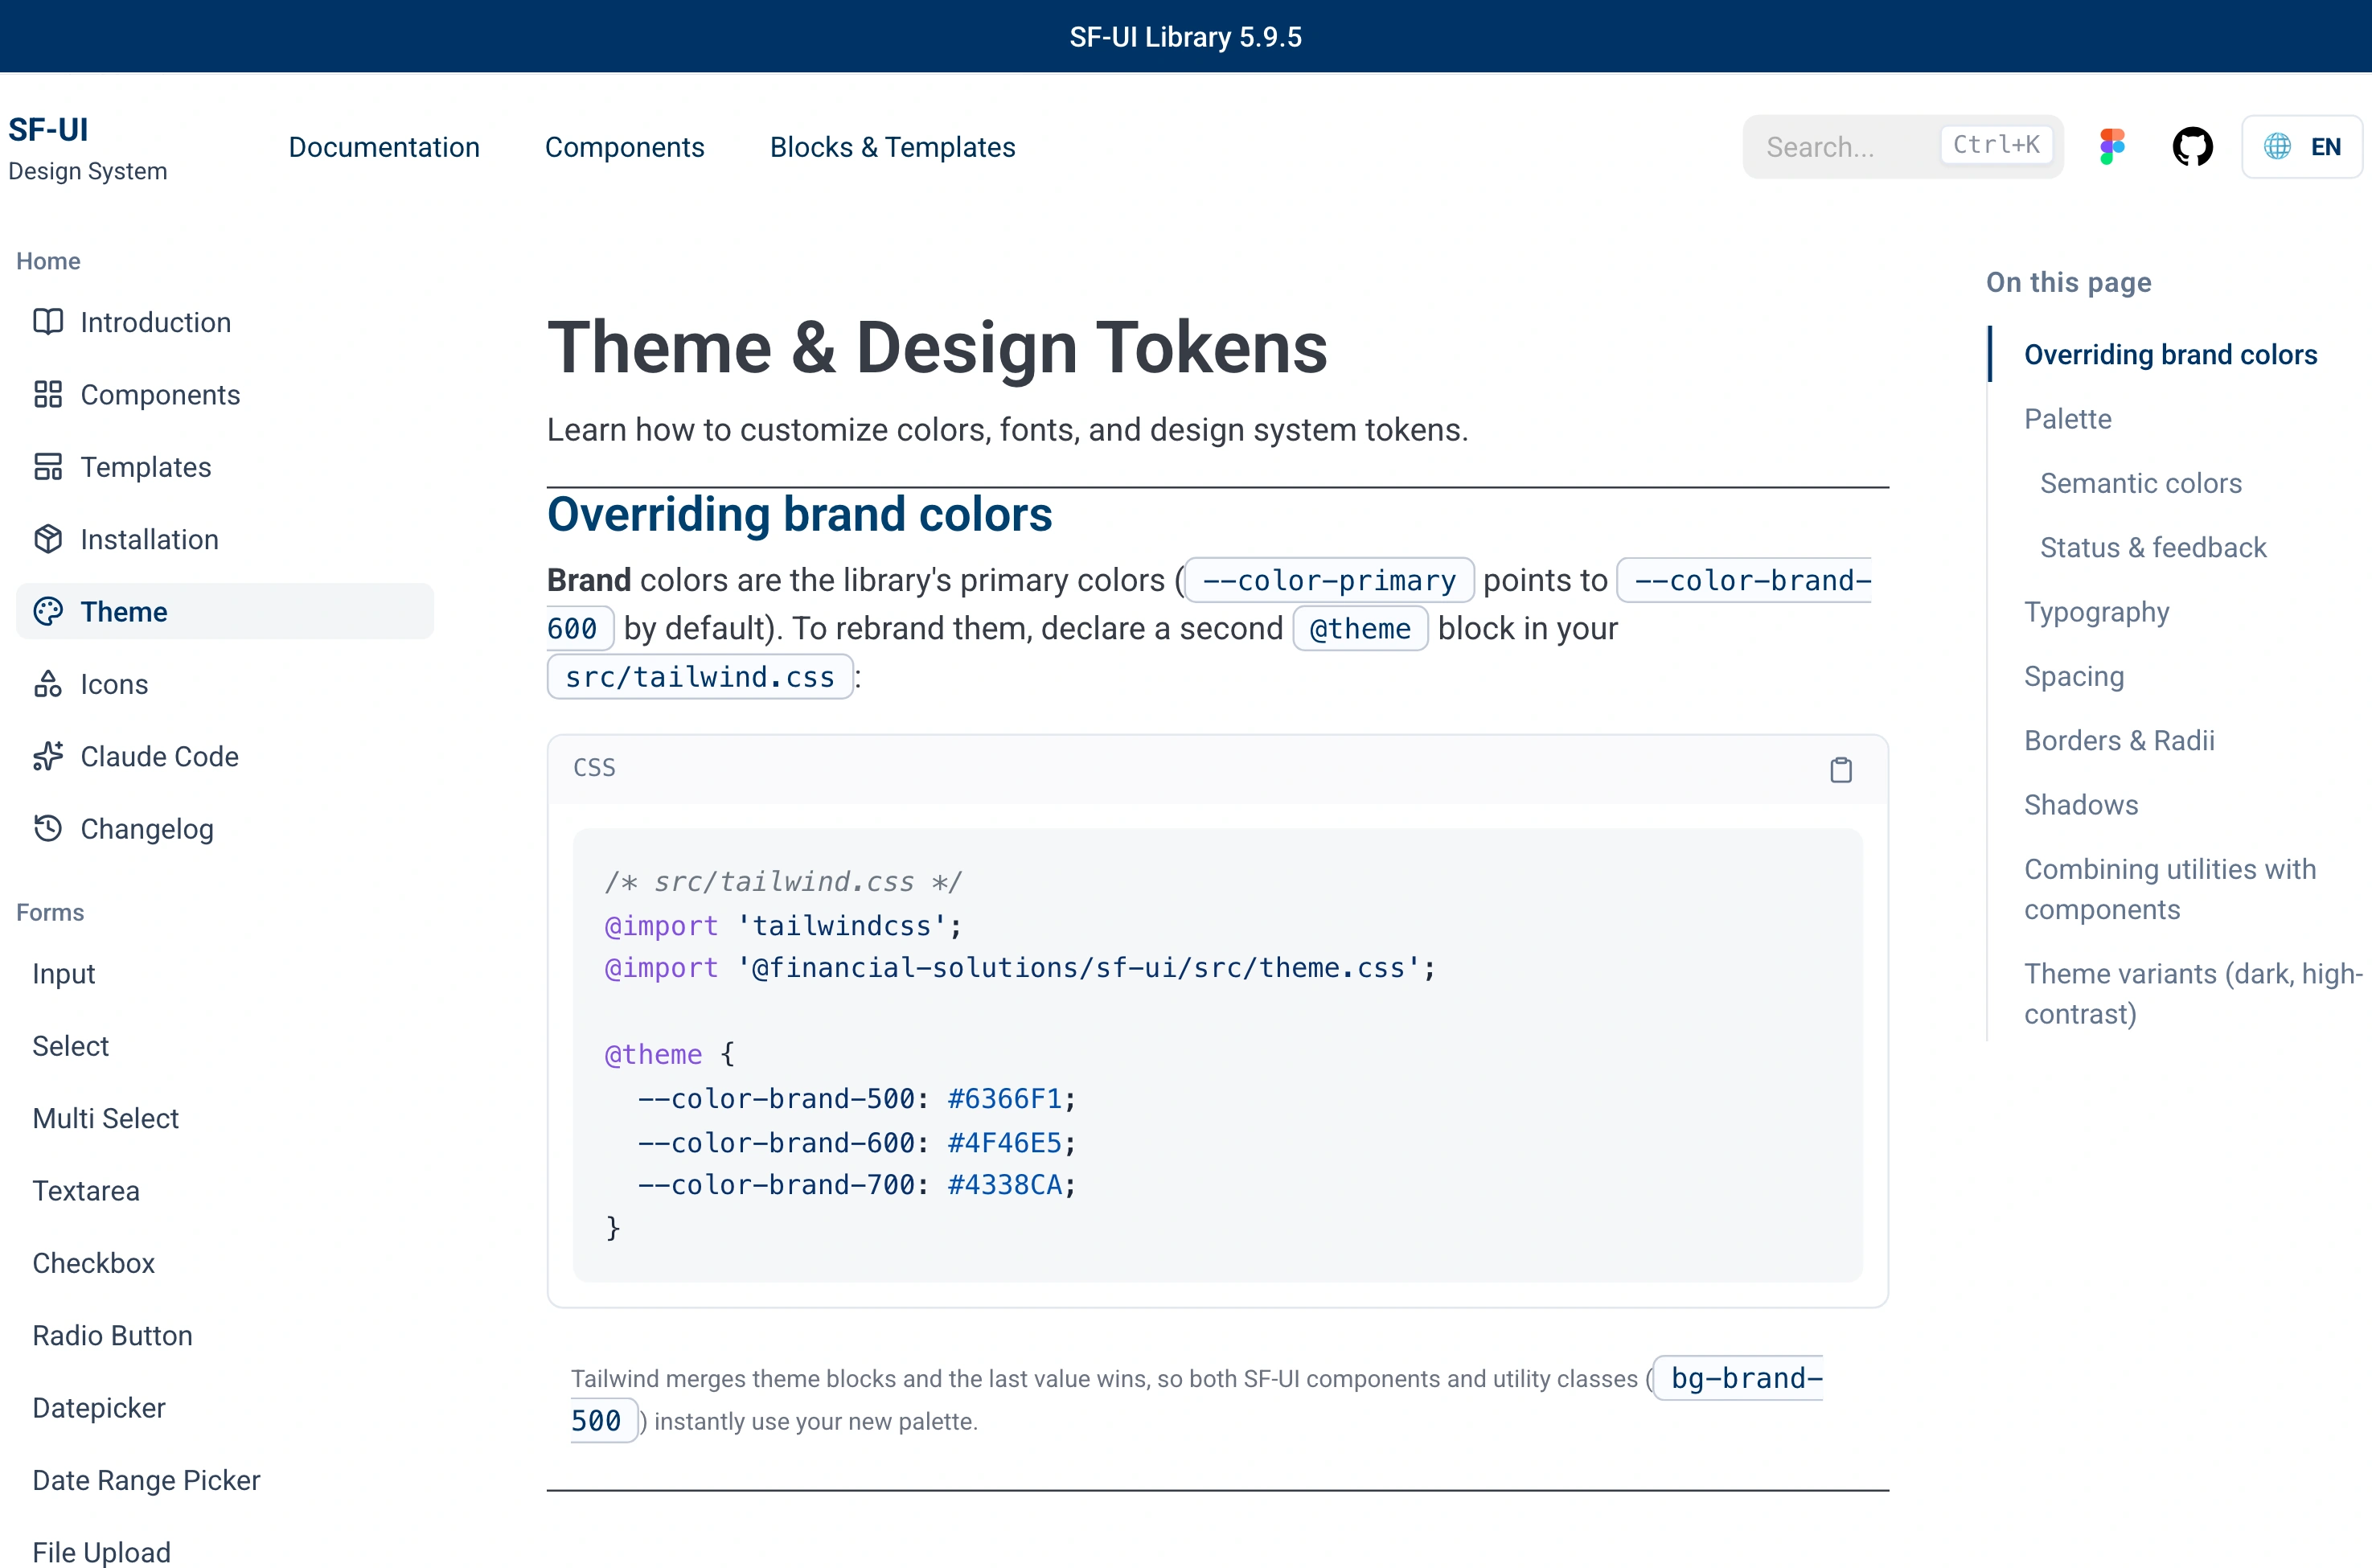 SF-UI Library 5.9.5
SF-UI
Design System
Documentation
Components
Blocks & Templates
Search...
Ctrl+K
EN
Home
Introduction
Components
Templates
Installation
Theme
Icons
Claude Code
Changelog
Forms
Input
Select
Multi Select
Textarea
Checkbox
Radio Button
Datepicker
Date Range Picker
File Upload
Theme & Design Tokens
Learn how to customize colors, fonts, and design system tokens.
Overriding brand colors
Brand colors are the library's primary colors ( --color-primary points to --color-brand-
600 by default). To rebrand them, declare a second @theme block in your
src/tailwind.css :
CSS
/* src/tailwind.css */
@import 'tailwindcss';
@import '@financial-solutions/sf-ui/src/theme.css';
@theme {
  --color-brand-500: #6366F1;
  --color-brand-600: #4F46E5;
  --color-brand-700: #4338CA;
}
Tailwind merges theme blocks and the last value wins, so both SF-UI components and utility classes ( bg-brand-
500 ) instantly use your new palette.
On this page
Overriding brand colors
Palette
Semantic colors
Status & feedback
Typography
Spacing
Borders & Radii
Shadows
Combining utilities with
components
Theme variants (dark, high-
contrast)